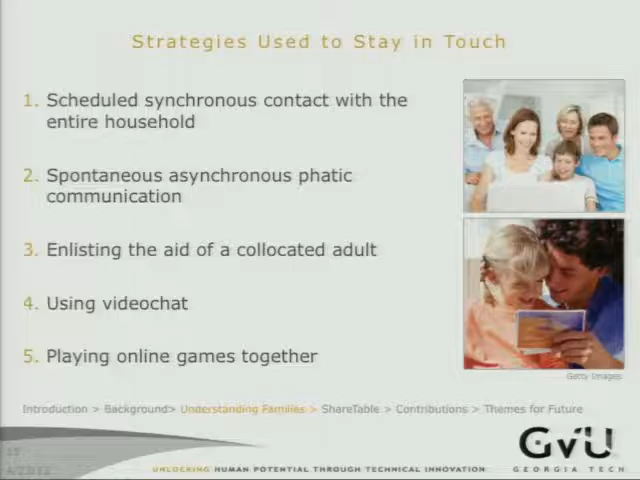 Strategies Used to Stay in Touch
1. Scheduled synchronous contact with the
entire household
2. Spontaneous asynchronous phatic
communication
3. Enlisting the aid of a collocated adult
4. Using videochat
5. Playing online games together
Getty Images
Introduction > Background> Understanding Families > ShareTable > Contributions > Themes for Future
UNLOCKING HUMAN POTENTIAL THROUGH TECHNICAL INNOVATION
GVU
GEORGIA TECH